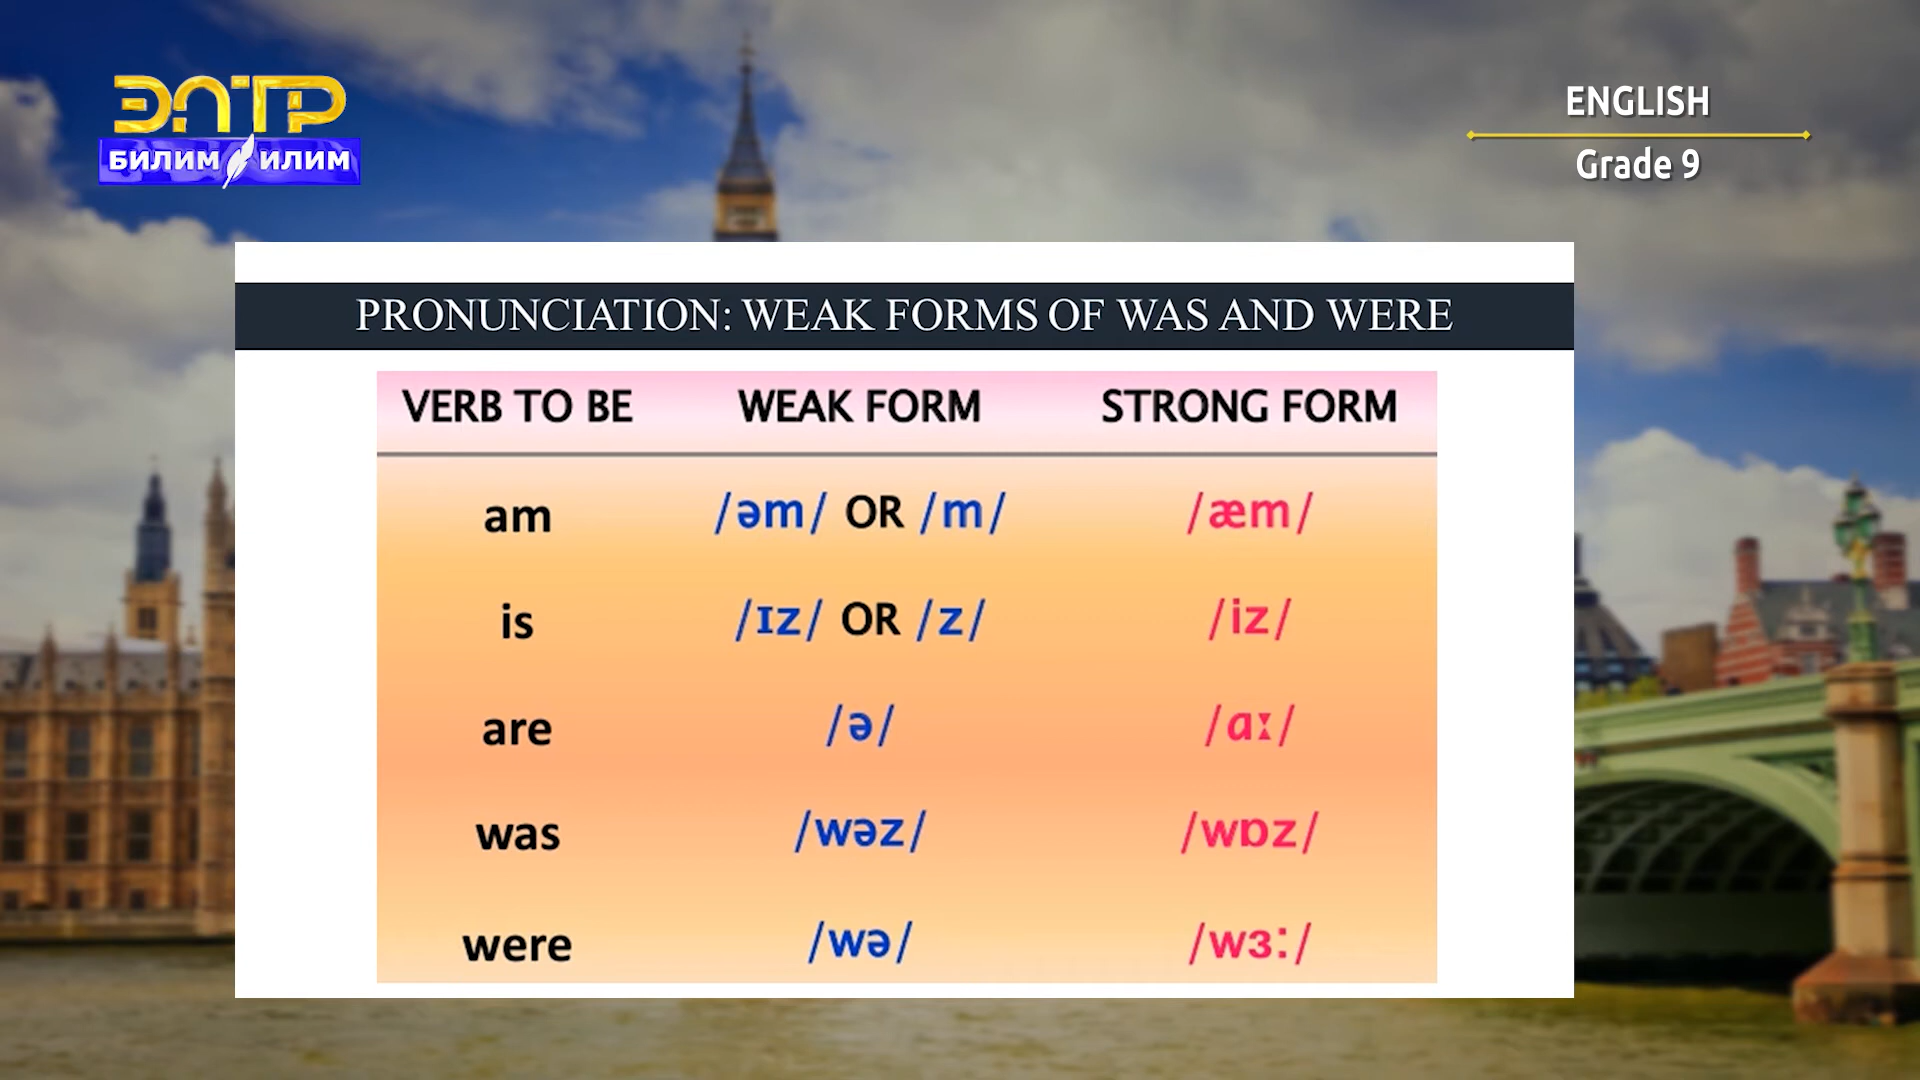 ЭЛТР
БИЛИМ ИЛИМ
ENGLISH
Grade 9
PRONUNCIATION: WEAK FORMS OF WAS AND WERE
VERB TO BE WEAK FORM STRONG FORM
am /əm/ OR /m/ /æm/
is /ɪz/ OR /z/ /iz/
are /ə/ /ɑː/
was /wəz/ /wɒz/
were /wə/ /wɜː/